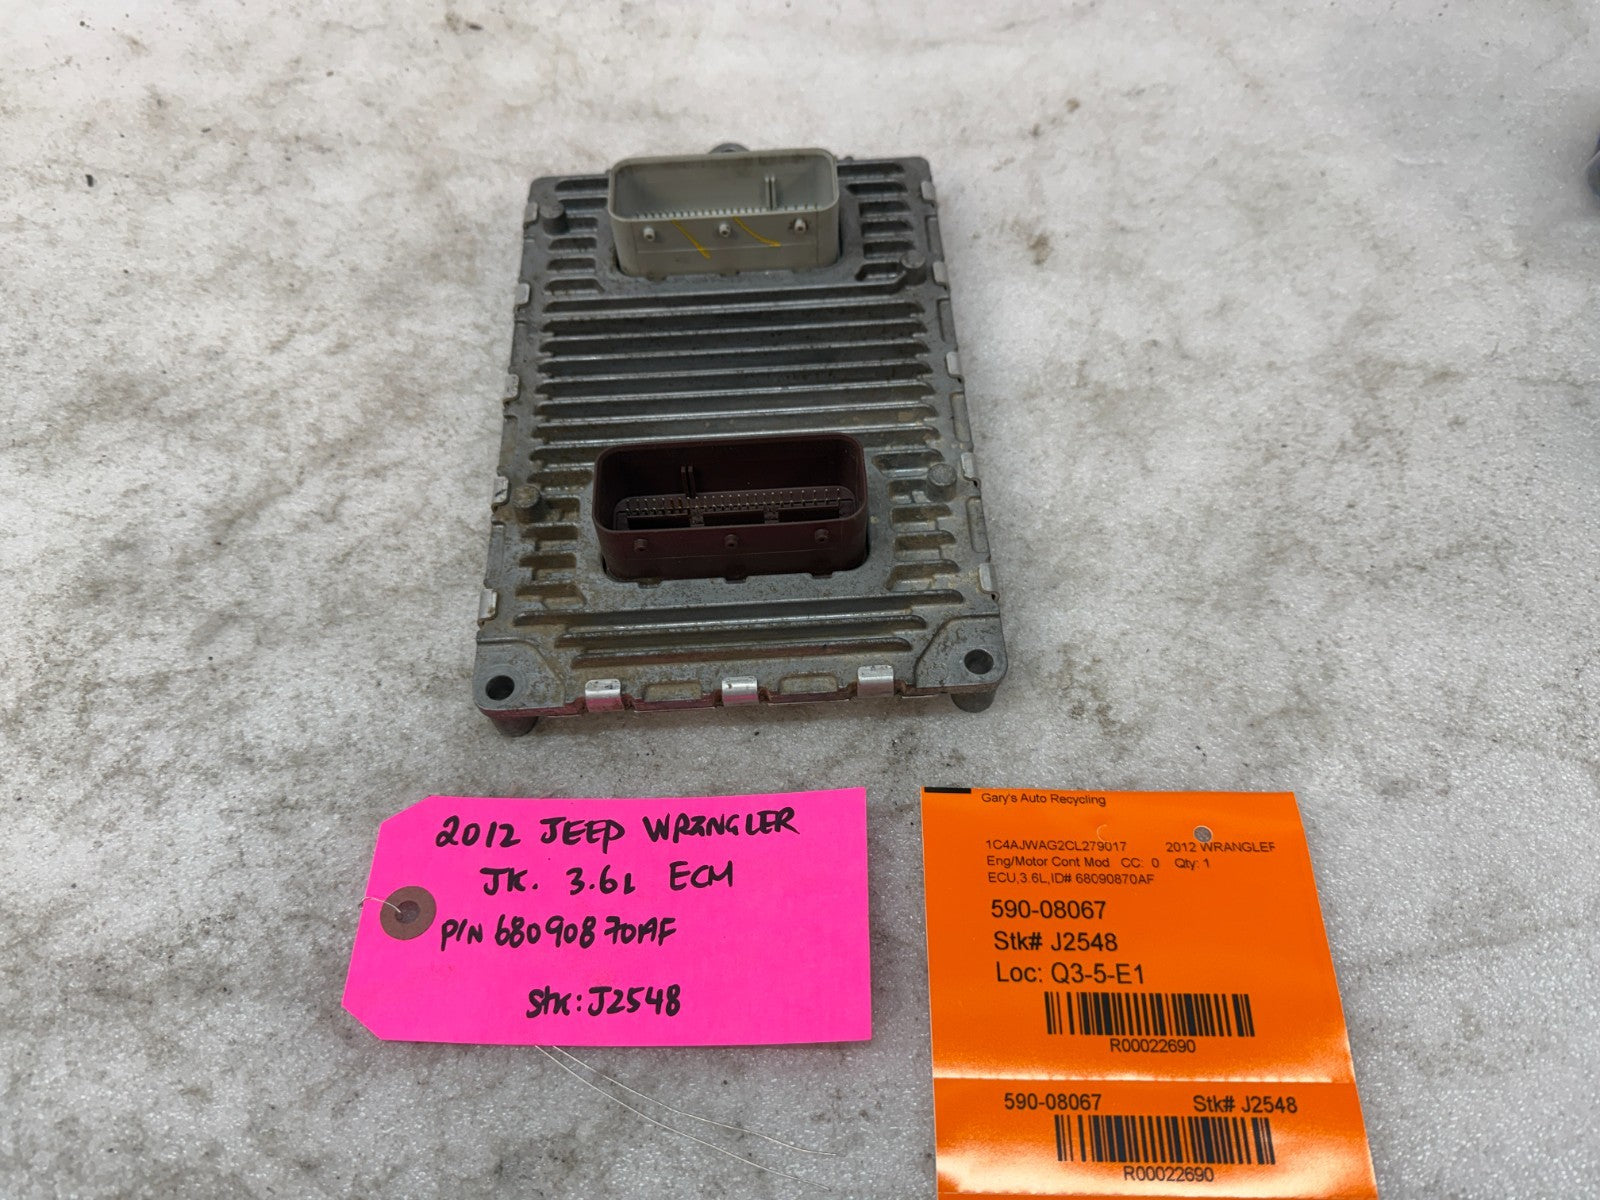 2012 JEEP WRANGLER
JK. 3.6L ECM
P/N 68090870AF
Stk: J2548
Gary's Auto Recycling
1C4AJWAG2CL279017 2012 WRANGLER
Eng/Motor Cont Mod CC: 0 Qty: 1
ECU,3.6L,ID# 68090870AF
590-08067
Stk# J2548
Loc: Q3-5-E1
R00022690
590-08067 Stk# J2548
R00022690